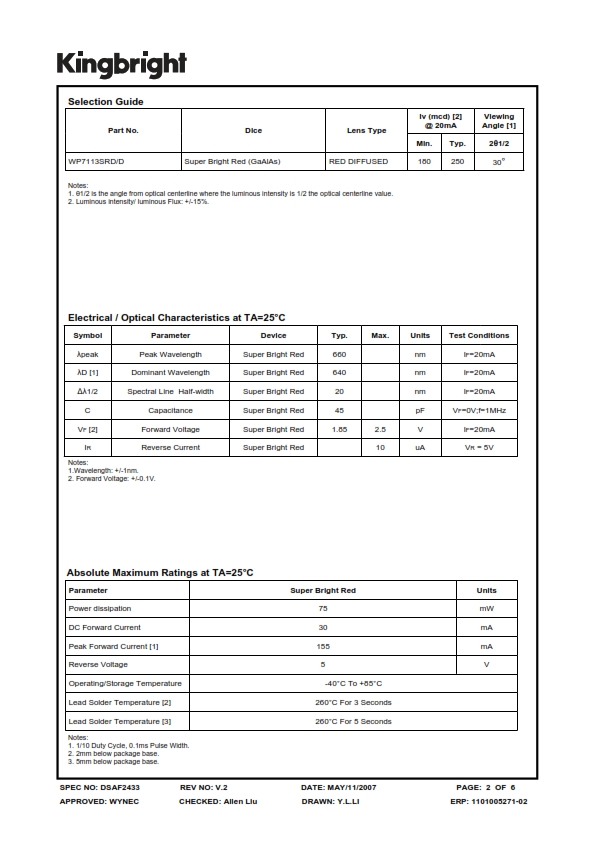 Kingbright
Selection Guide
Part No. Dice Lens Type Iv (mcd) [2] @ 20mA Viewing Angle [1]
Min. Typ. 2θ1/2
WP7113SRD/D Super Bright Red (GaAlAs) RED DIFFUSED 180 250 30°
Notes:
1. θ1/2 is the angle from optical centerline where the luminous intensity is 1/2 the optical centerline value.
2. Luminous intensity/ luminous Flux: +/-15%.
Electrical / Optical Characteristics at TA=25°C
Symbol Parameter Device Typ. Max. Units Test Conditions
λpeak Peak Wavelength Super Bright Red 660 nm IF=20mA
λD [1] Dominant Wavelength Super Bright Red 640 nm IF=20mA
Δλ1/2 Spectral Line Half-width Super Bright Red 20 nm IF=20mA
C Capacitance Super Bright Red 45 pF VF=0V;f=1MHz
VF [2] Forward Voltage Super Bright Red 1.85 2.5 V IF=20mA
IR Reverse Current Super Bright Red 10 uA VR = 5V
Notes:
1.Wavelength: +/-1nm.
2. Forward Voltage: +/-0.1V.
Absolute Maximum Ratings at TA=25°C
Parameter Super Bright Red Units
Power dissipation 75 mW
DC Forward Current 30 mA
Peak Forward Current [1] 155 mA
Reverse Voltage 5 V
Operating/Storage Temperature -40°C To +85°C
Lead Solder Temperature [2] 260°C For 3 Seconds
Lead Solder Temperature [3] 260°C For 5 Seconds
Notes:
1. 1/10 Duty Cycle, 0.1ms Pulse Width.
2. 2mm below package base.
3. 5mm below package base.
SPEC NO: DSAF2433 REV NO: V.2 DATE: MAY/11/2007 PAGE: 2 OF 6
APPROVED: WYNEC CHECKED: Allen Liu DRAWN: Y.L.LI ERP: 1101005271-02